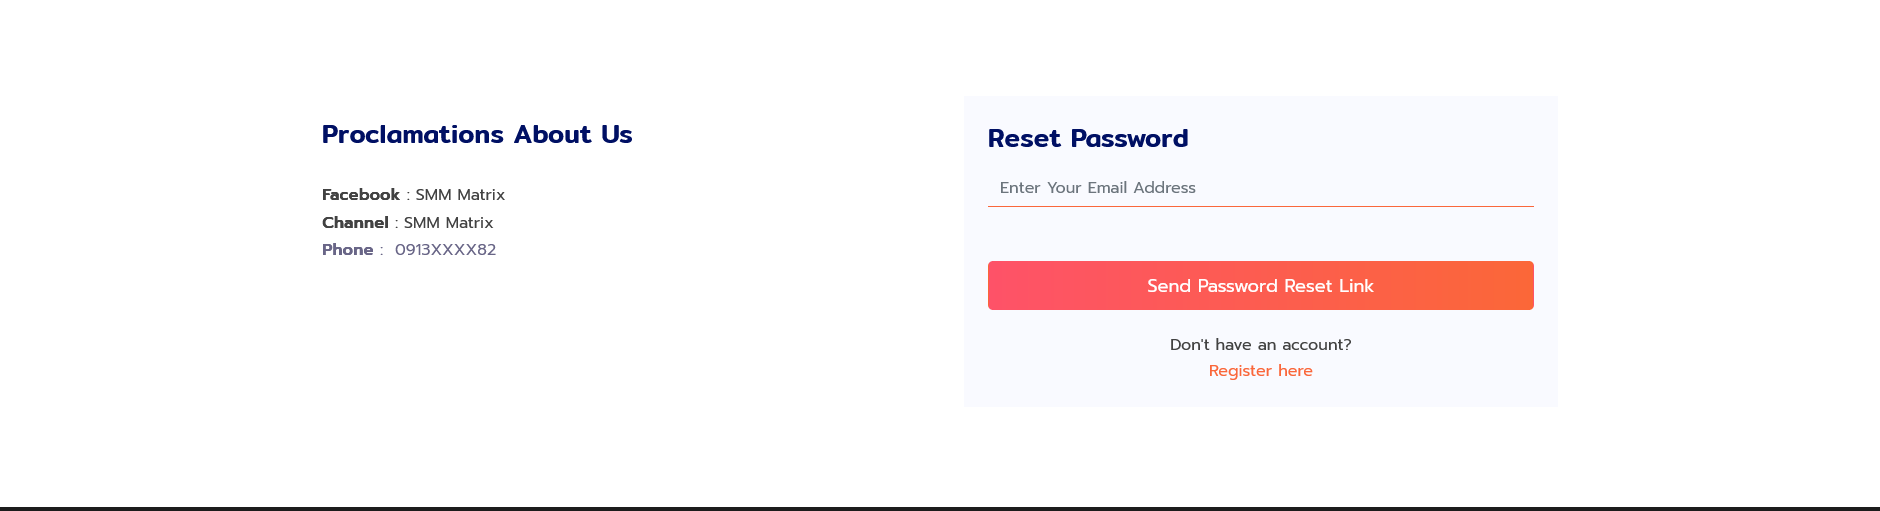 Proclamations About Us
Facebook : SMM Matrix
Channel : SMM Matrix
Phone :  0913XXXX82
Reset Password
Enter Your Email Address
Send Password Reset Link
Don't have an account?
Register here